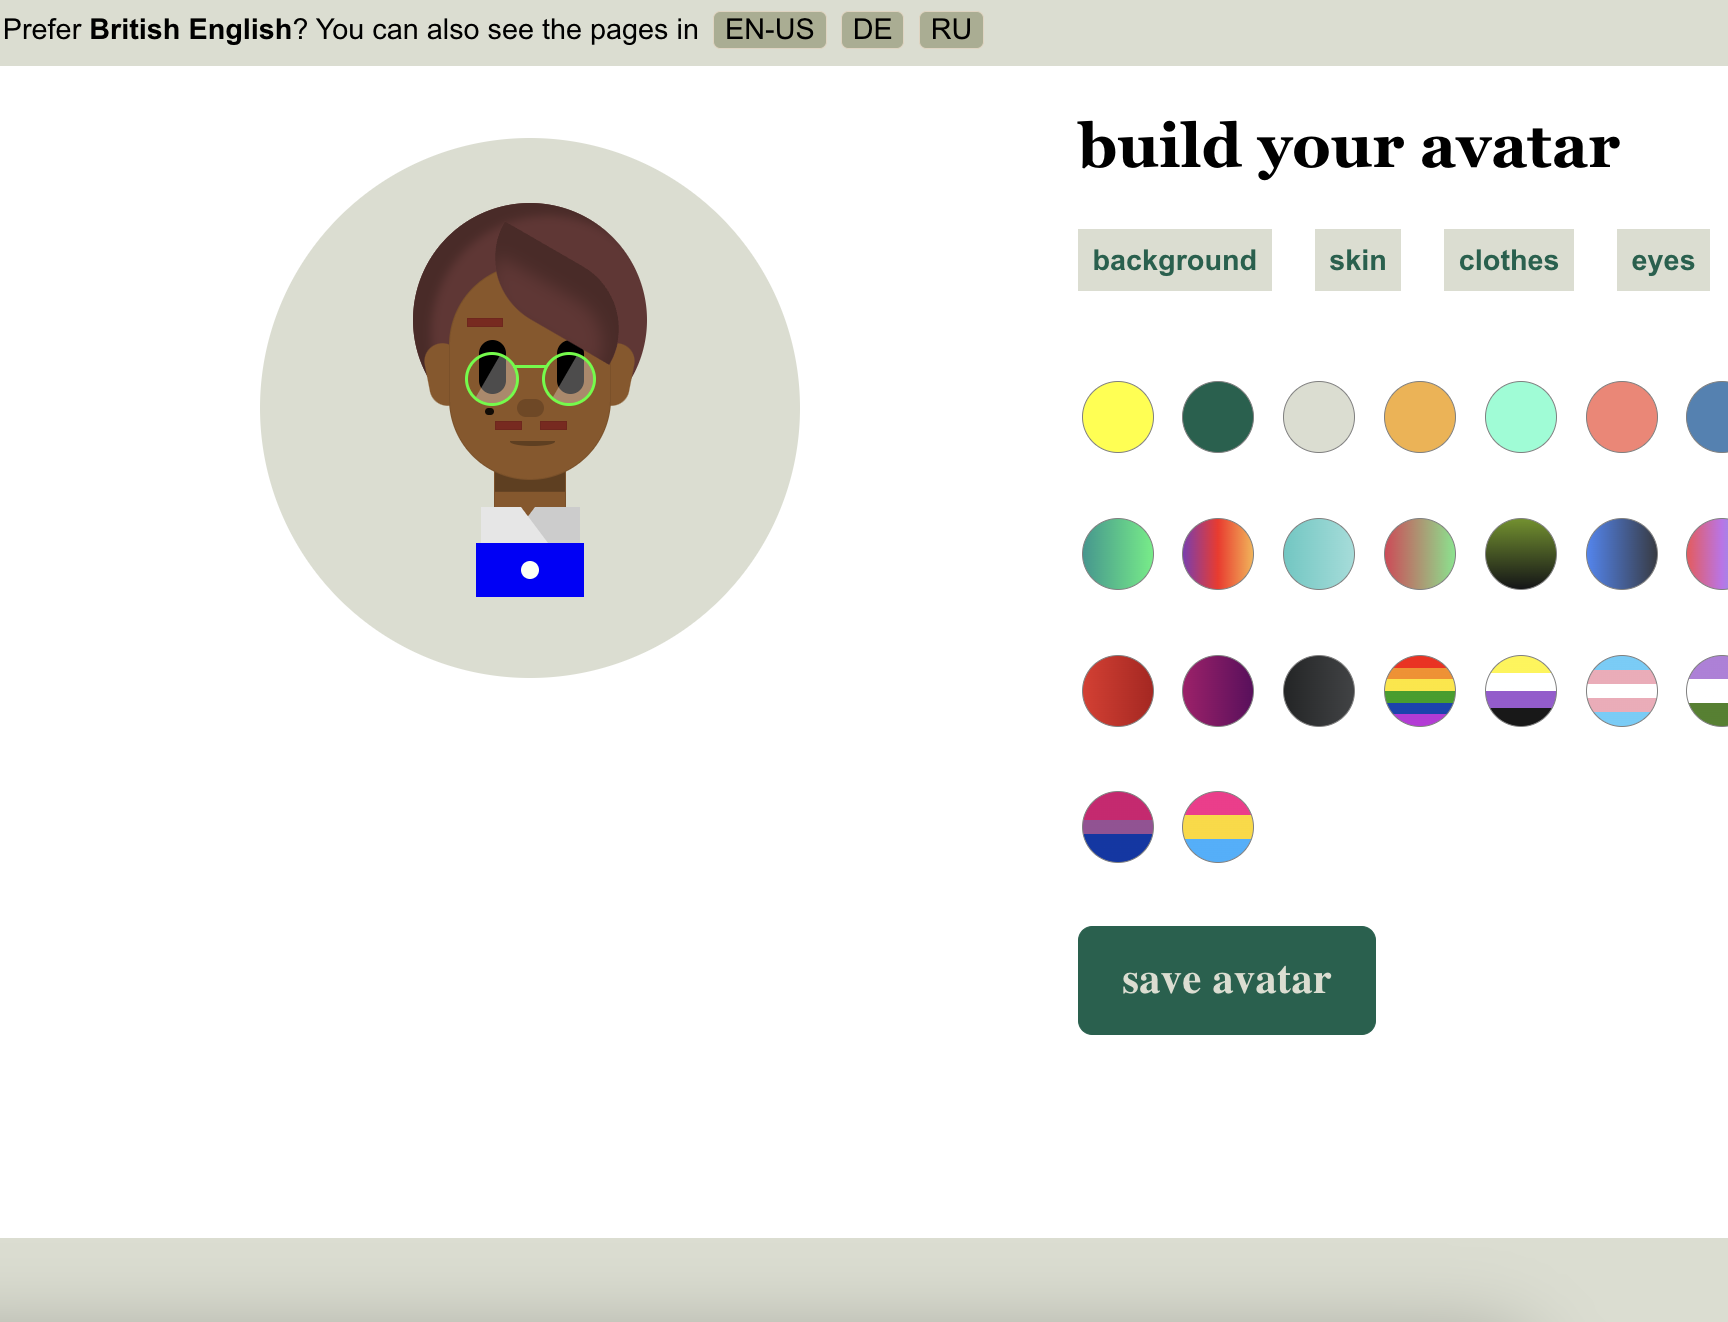 Prefer British English? You can also see the pages in EN-US DE RU
build your avatar
background skin clothes eyes
save avatar